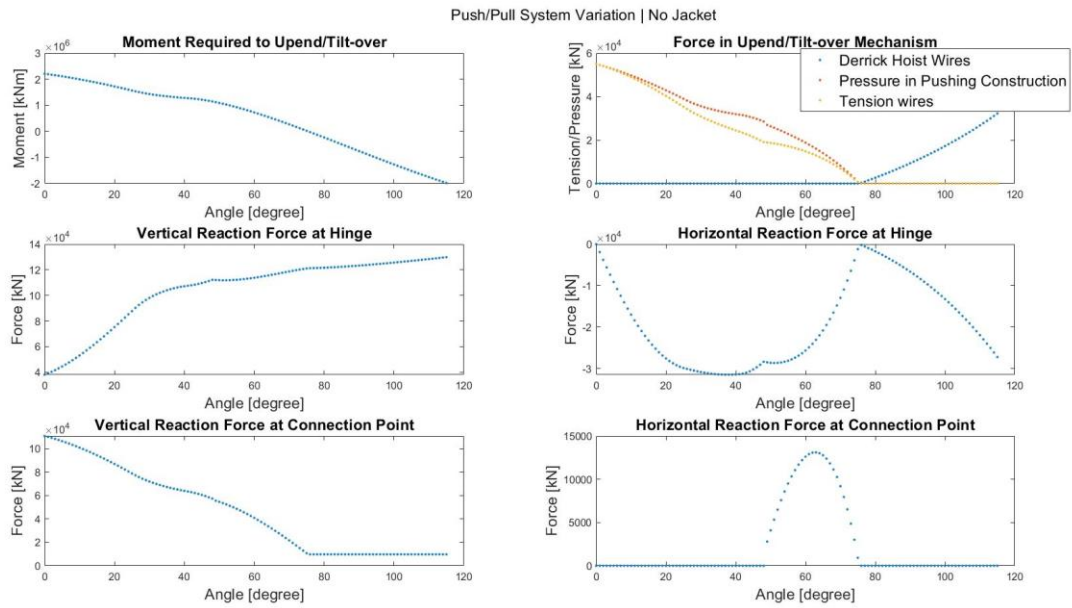 Push/Pull System Variation | No Jacket
Moment Required to Upend/Tilt-over
×10^6
3
2
1
0
-1
-2
Moment [kNm]
0 20 40 60 80 100 120
Angle [degree]
Force in Upend/Tilt-over Mechanism
×10^4
6
4
2
0
Tension/Pressure [kN]
Derrick Hoist Wires
Pressure in Pushing Construction
Tension wires
0 20 40 60 80 100 120
Angle [degree]
Vertical Reaction Force at Hinge
×10^4
14
12
10
8
6
4
Force [kN]
0 20 40 60 80 100 120
Angle [degree]
Horizontal Reaction Force at Hinge
×10^4
0
-1
-2
-3
Force [kN]
0 20 40 60 80 100 120
Angle [degree]
Vertical Reaction Force at Connection Point
×10^4
10
8
6
4
2
0
Force [kN]
0 20 40 60 80 100 120
Angle [degree]
Horizontal Reaction Force at Connection Point
15000
10000
5000
0
Force [kN]
0 20 40 60 80 100 120
Angle [degree]